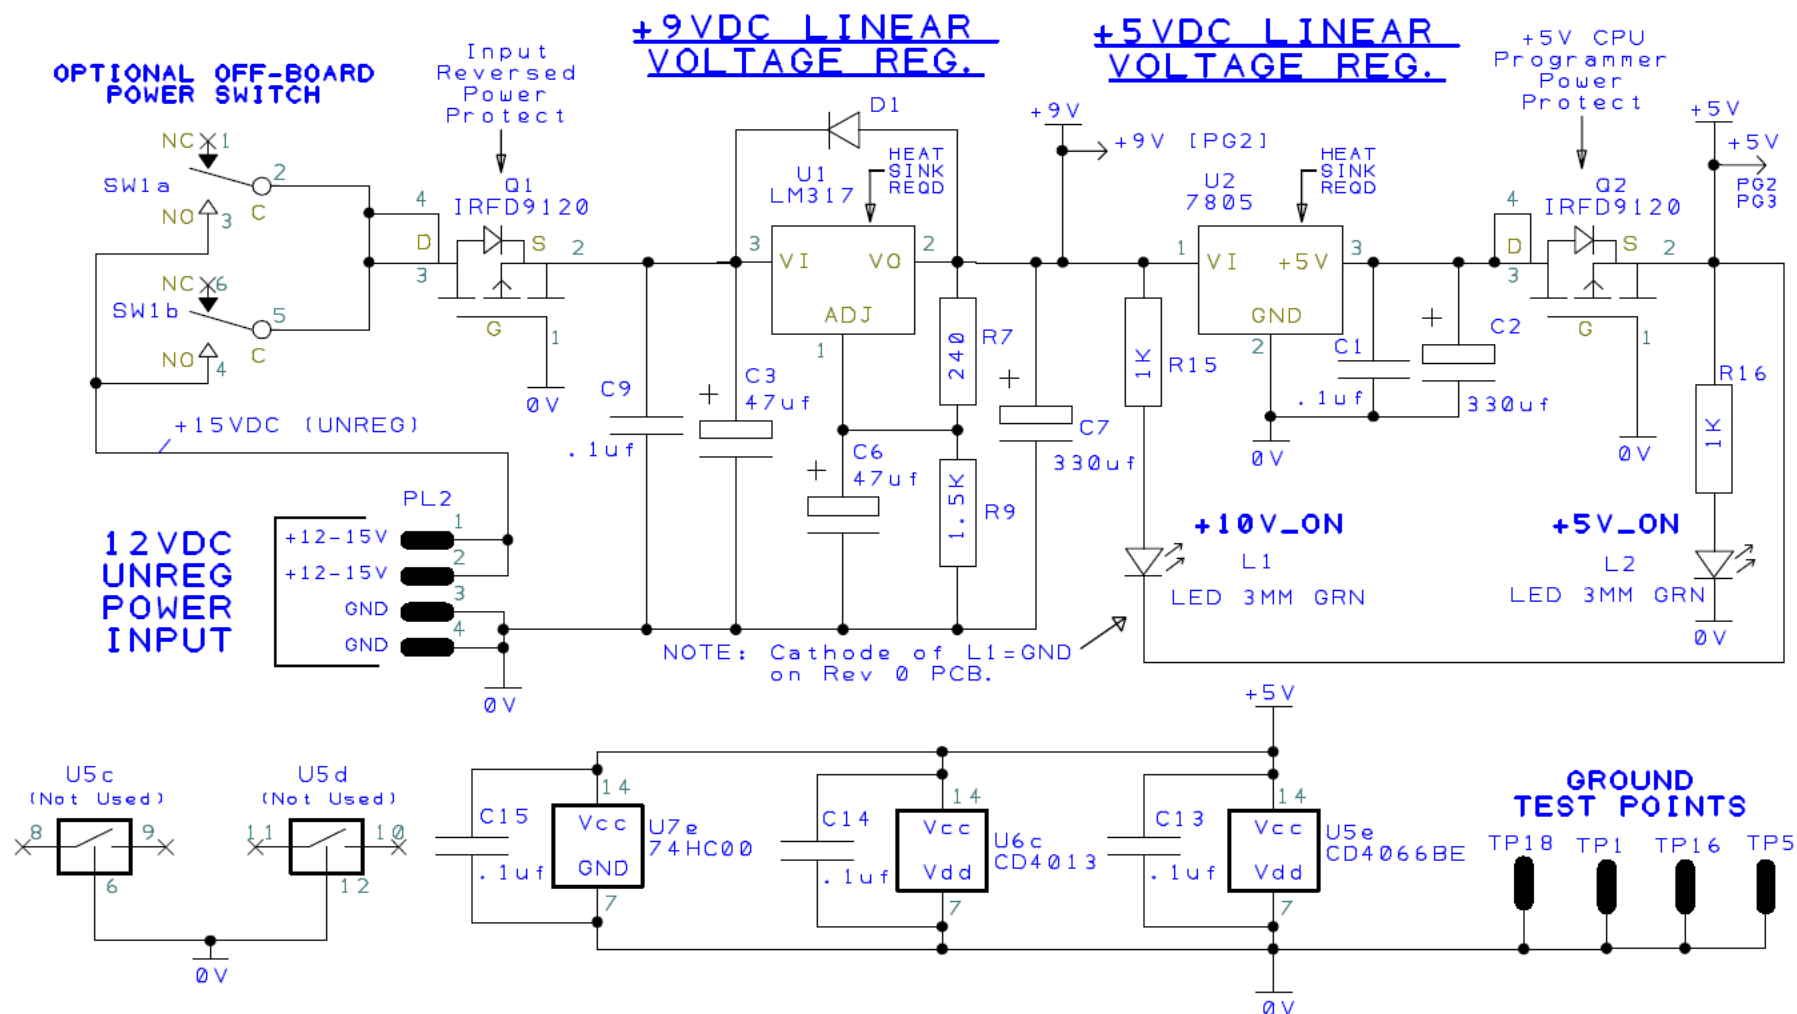 +9VDC LINEAR
VOLTAGE REG.
+5VDC LINEAR
VOLTAGE REG.
OPTIONAL OFF-BOARD
POWER SWITCH
Input
Reversed
Power
Protect
+5V CPU
Programmer
Power
Protect
NC 1
SW1a
2
C
NO 3
NC 6
SW1b
5
C
NO 4
+15VDC (UNREG)
4
Q1
IRFD9120
D
S
3
2
G
1
0V
D1
U1
LM317
HEAT
SINK
REQD
3
VI
VO
2
ADJ
1
+9V
+9V [PG2]
U2
7805
HEAT
SINK
REQD
1
VI
+5V
3
GND
2
4
Q2
IRFD9120
D
S
3
2
G
1
0V
+5V
+5V
PG2
PG3
C9
.1uf
C3
47uf
C6
47uf
R7
240
R9
1.5K
C7
330uf
1K
R15
C1
.1uf
C2
330uf
0V
R16
1K
12VDC
UNREG
POWER
INPUT
PL2
+12-15V
1
+12-15V
2
GND
3
GND
4
0V
+10V_ON
L1
LED 3MM GRN
+5V_ON
L2
LED 3MM GRN
0V
NOTE: Cathode of L1=GND
on Rev 0 PCB.
+5V
U5c
(Not Used)
8
9
6
U5d
(Not Used)
11
10
12
0V
C15
.1uf
14
Vcc
GND
7
U7e
74HC00
C14
.1uf
14
Vcc
Vdd
7
U6c
CD4013
C13
.1uf
14
Vcc
Vdd
7
U5e
CD4066BE
0V
GROUND
TEST POINTS
TP18
TP1
TP16
TP5